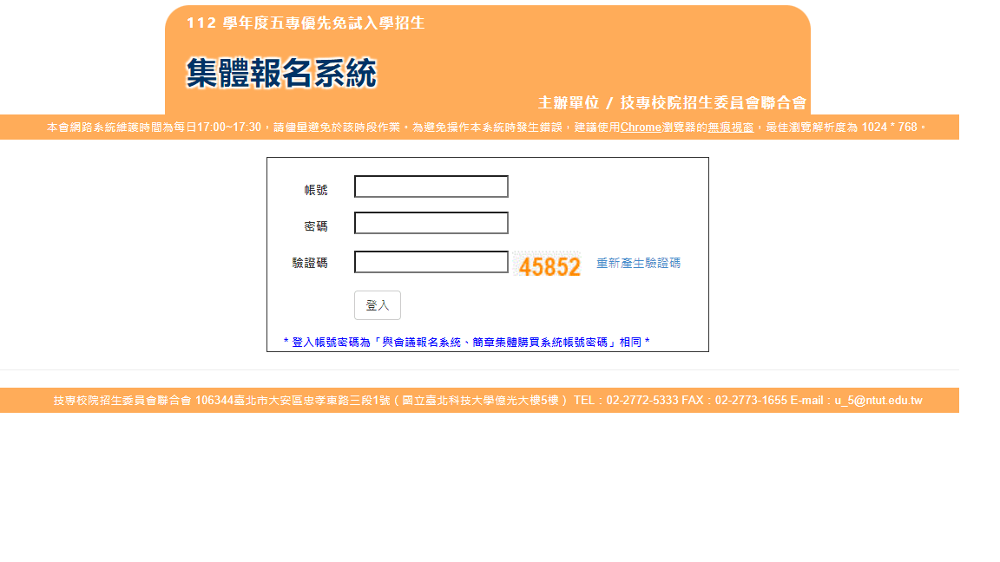 112 學年度五專優先免試入學招生
集體報名系統
主辦單位 / 技專校院招生委員會聯合會
本會網路系統維護時間為每日17:00~17:30，請儘量避免於該時段作業。為避免操作本系統時發生錯誤，建議使用Chrome瀏覽器的無痕視窗，最佳瀏覽解析度為 1024 * 768。
帳號
密碼
驗證碼 45852 重新產生驗證碼
登入
* 登入帳號密碼為「與會議報名系統、簡章集體購買系統帳號密碼」相同 *
技專校院招生委員會聯合會 106344臺北市大安區忠孝東路三段1號（國立臺北科技大學億光大樓5樓） TEL：02-2772-5333 FAX：02-2773-1655 E-mail：u_5@ntut.edu.tw